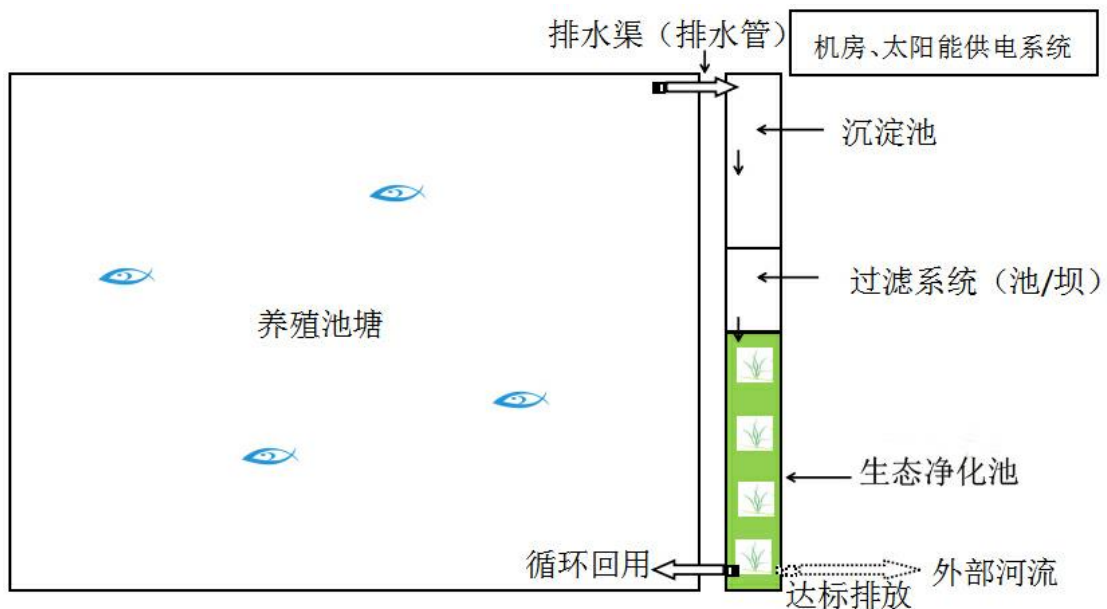 排水渠（排水管）
机房、太阳能供电系统
沉淀池
过滤系统（池/坝）
养殖池塘
生态净化池
循环回用
外部河流
达标排放